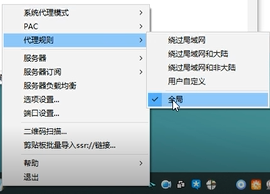 系统代理模式
PAC
代理规则
服务器
服务器订阅
服务器负载均衡
选项设置...
端口设置...
二维码扫描...
剪贴板批量导入ssr://链接...
帮助
退出
绕过局域网
绕过局域网和大陆
绕过局域网和非大陆
用户自定义
全局